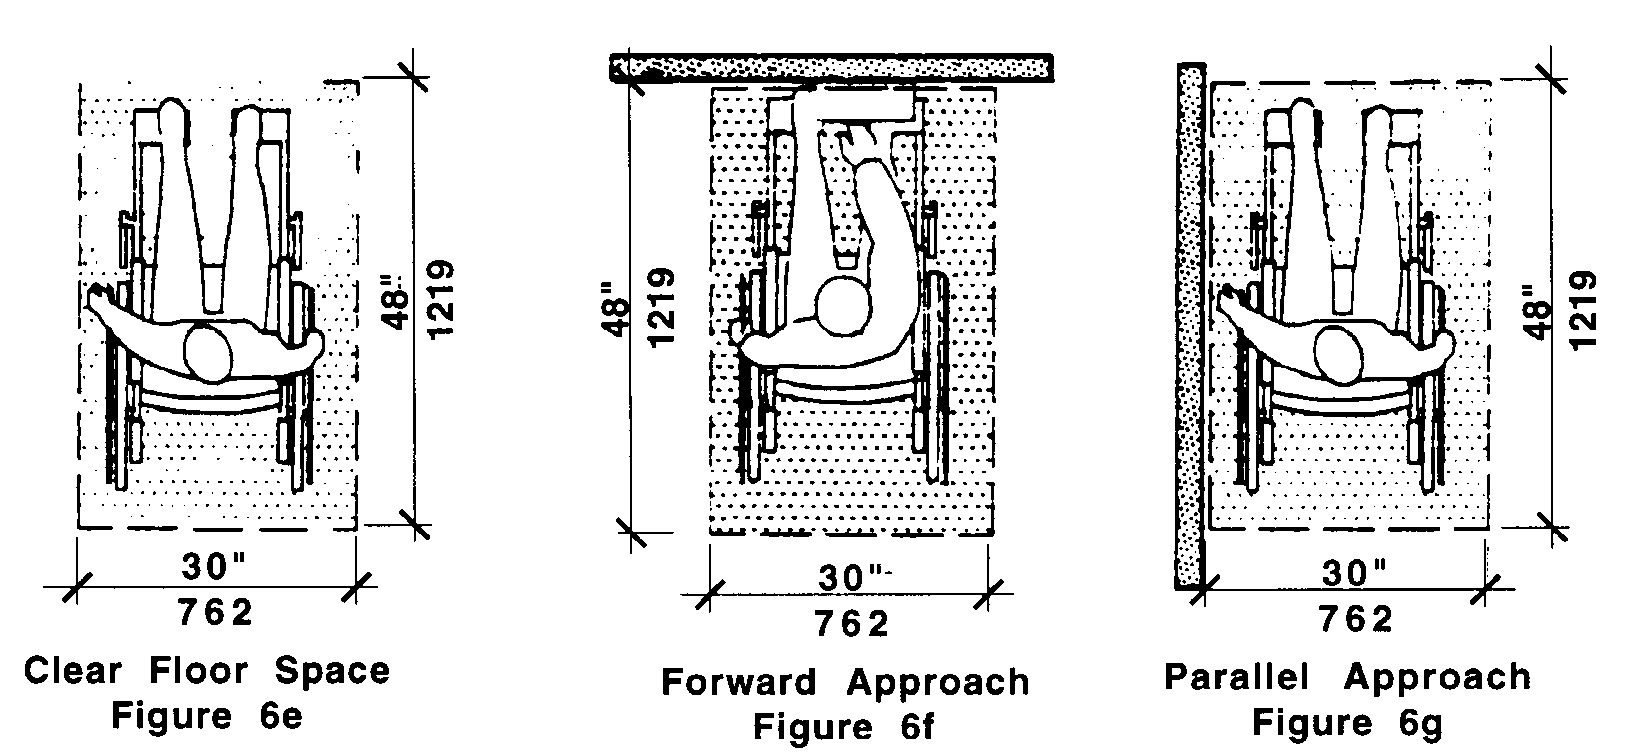 48"
1219
30"
762
Clear Floor Space
Figure 6e
48"
1219
30"
762
Forward Approach
Figure 6f
48"
1219
30"
762
Parallel Approach
Figure 6g